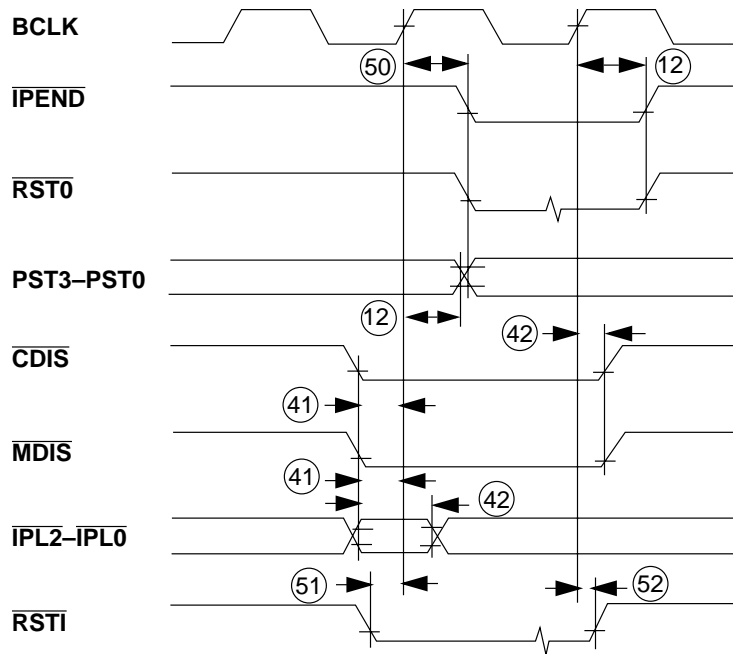 BCLK
50
12
IPEND
RST0
PST3–PST0
12
42
CDIS
41
MDIS
41
42
IPL2–IPL0
51
52
RSTI